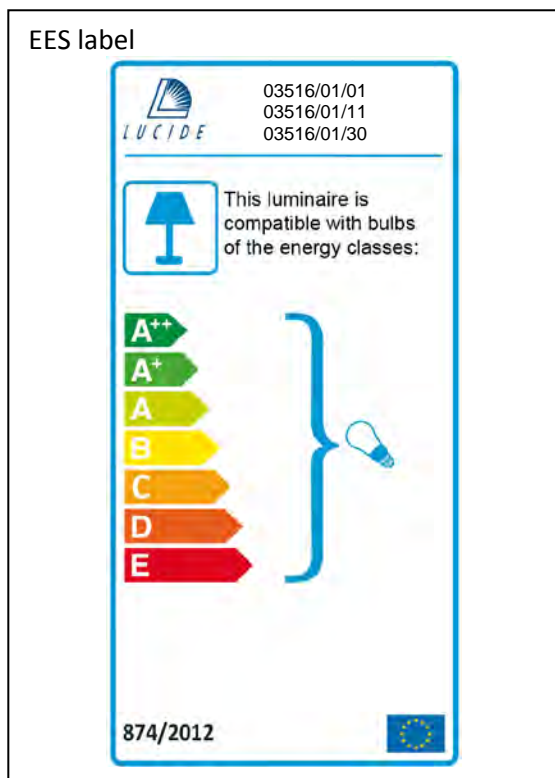 EES label
LUCIDE
03516/01/01
03516/01/11
03516/01/30
This luminaire is
compatible with bulbs
of the energy classes:
A++
A+
A
B
C
D
E
874/2012